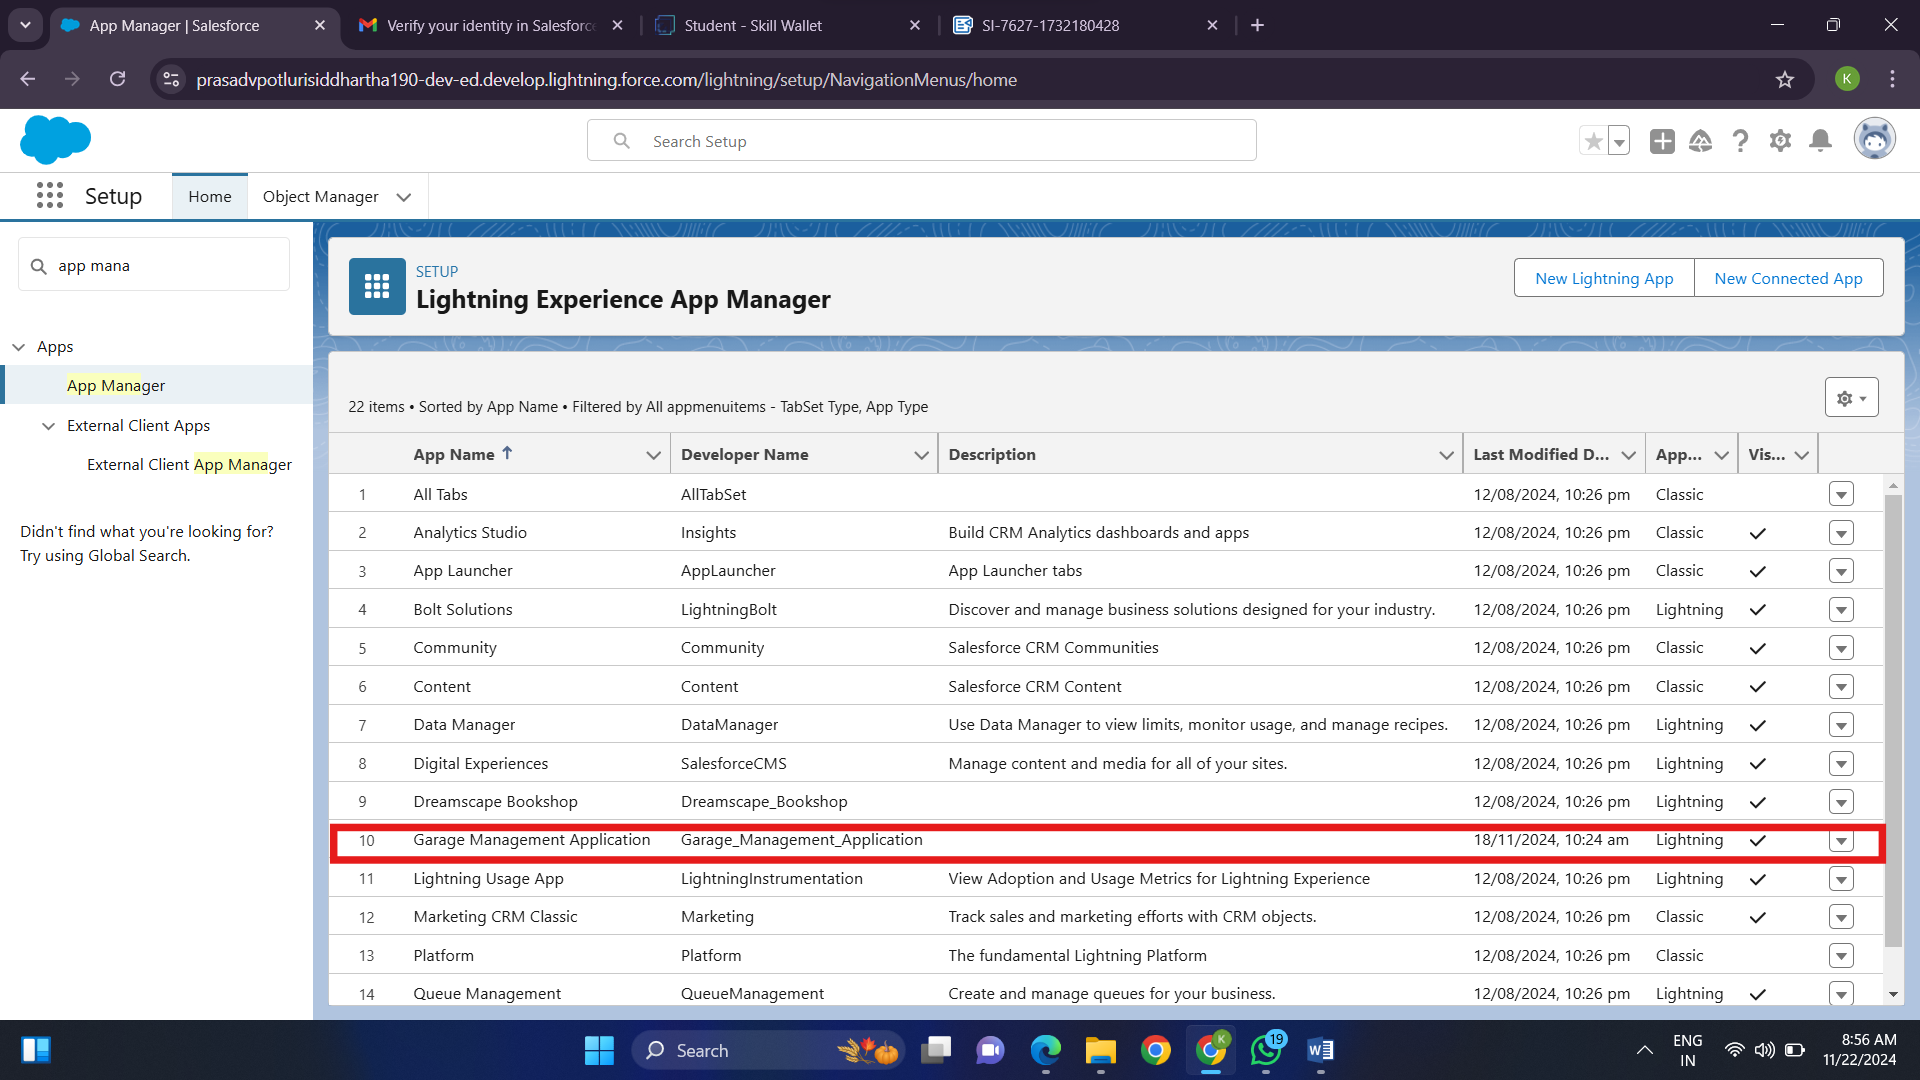 App Manager | Salesforce
Verify your identity in Salesforc
Student - Skill Wallet
SI-7627-1732180428
prasadvpotlurisiddhartha190-dev-ed.develop.lightning.force.com/lightning/setup/NavigationMenus/home
K
Search Setup
Setup
Home
Object Manager
app mana
Apps
App Manager
External Client Apps
External Client App Manager
Didn't find what you're looking for?
Try using Global Search.
SETUP
Lightning Experience App Manager
New Lightning App
New Connected App
22 items • Sorted by App Name • Filtered by All appmenuitems - TabSet Type, App Type
App Name Developer Name Description Last Modified D... App... Vis...
1 All Tabs AllTabSet 12/08/2024, 10:26 pm Classic
2 Analytics Studio Insights Build CRM Analytics dashboards and apps 12/08/2024, 10:26 pm Classic
3 App Launcher AppLauncher App Launcher tabs 12/08/2024, 10:26 pm Classic
4 Bolt Solutions LightningBolt Discover and manage business solutions designed for your industry. 12/08/2024, 10:26 pm Lightning
5 Community Community Salesforce CRM Communities 12/08/2024, 10:26 pm Classic
6 Content Content Salesforce CRM Content 12/08/2024, 10:26 pm Classic
7 Data Manager DataManager Use Data Manager to view limits, monitor usage, and manage recipes. 12/08/2024, 10:26 pm Lightning
8 Digital Experiences SalesforceCMS Manage content and media for all of your sites. 12/08/2024, 10:26 pm Lightning
9 Dreamscape Bookshop Dreamscape_Bookshop 12/08/2024, 10:26 pm Lightning
10 Garage Management Application Garage_Management_Application 18/11/2024, 10:24 am Lightning
11 Lightning Usage App LightningInstrumentation View Adoption and Usage Metrics for Lightning Experience 12/08/2024, 10:26 pm Lightning
12 Marketing CRM Classic Marketing Track sales and marketing efforts with CRM objects. 12/08/2024, 10:26 pm Classic
13 Platform Platform The fundamental Lightning Platform 12/08/2024, 10:26 pm Classic
14 Queue Management QueueManagement Create and manage queues for your business. 12/08/2024, 10:26 pm Lightning
Search
K
19
W
ENG
IN
8:56 AM
11/22/2024